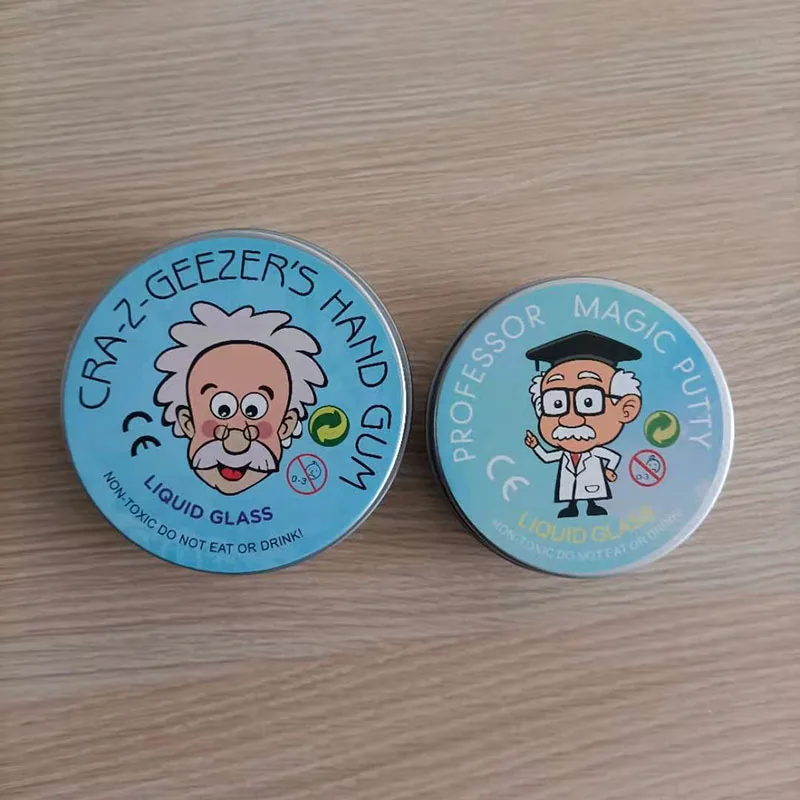 CRA-Z-GEEZER'S HAND GUM
CE
0-3
LIQUID GLASS
NON-TOXIC DO NOT EAT OR DRINK!
PROFESSOR MAGIC PUTTY
CE
0-3
LIQUID GLASS
NON-TOXIC DO NOT EAT OR DRINK!